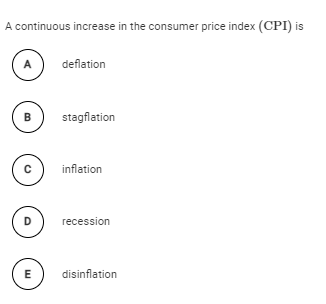 A continuous increase in the consumer price index (CPI) is
A deflation
B stagflation
C inflation
D recession
E disinflation